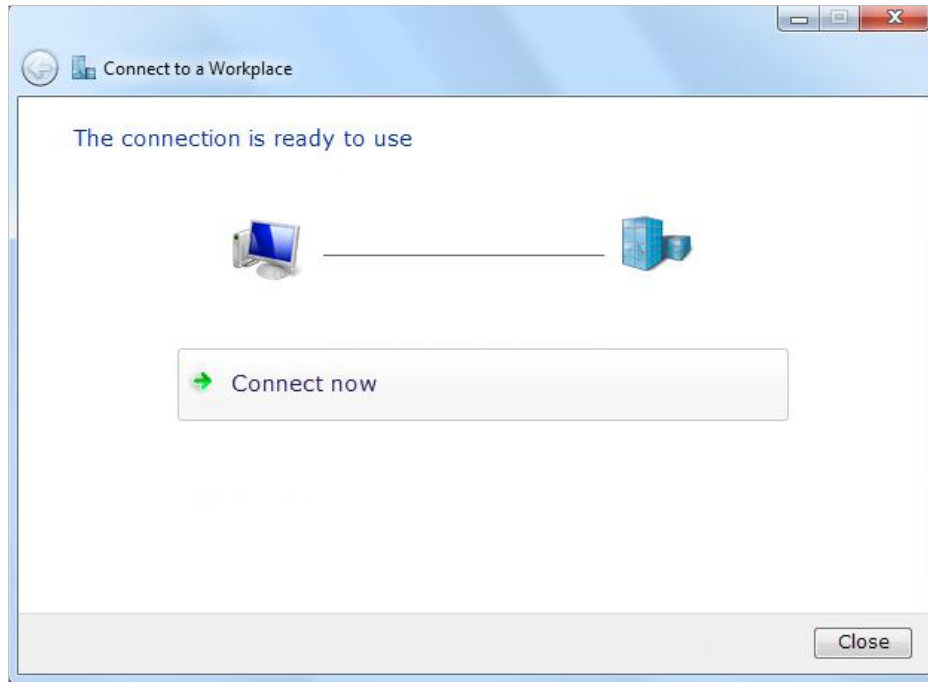 Connect to a Workplace
The connection is ready to use
Connect now
Close